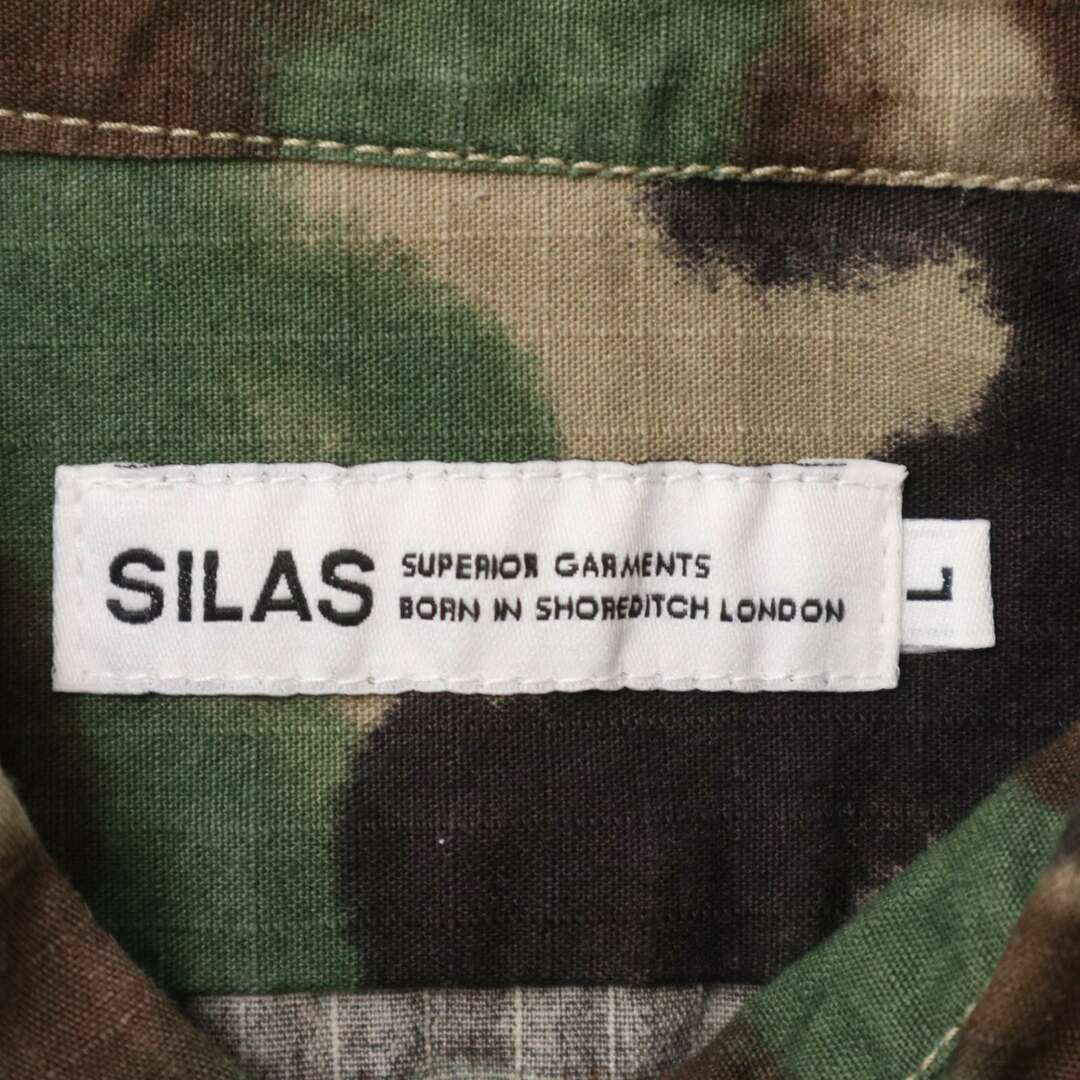 SILAS
SUPERIOR GARMENTS
BORN IN SHOREDITCH LONDON
L